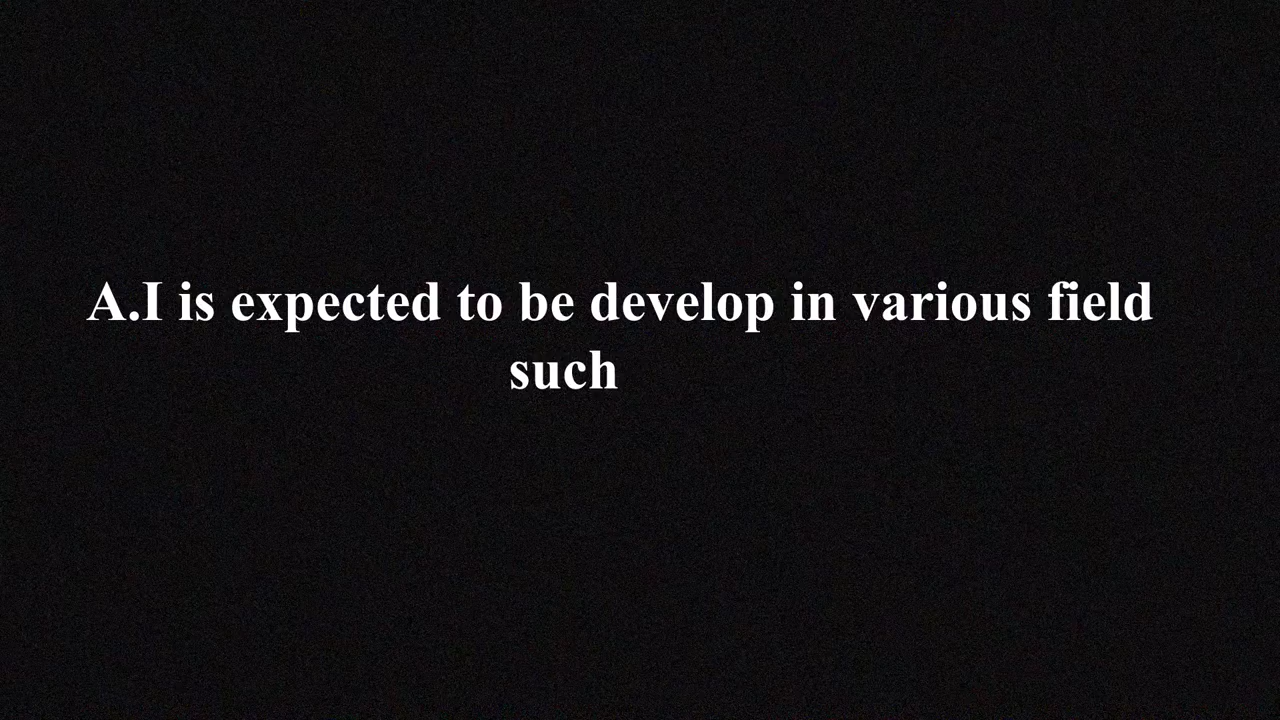 A.I is expected to be develop in various field
such